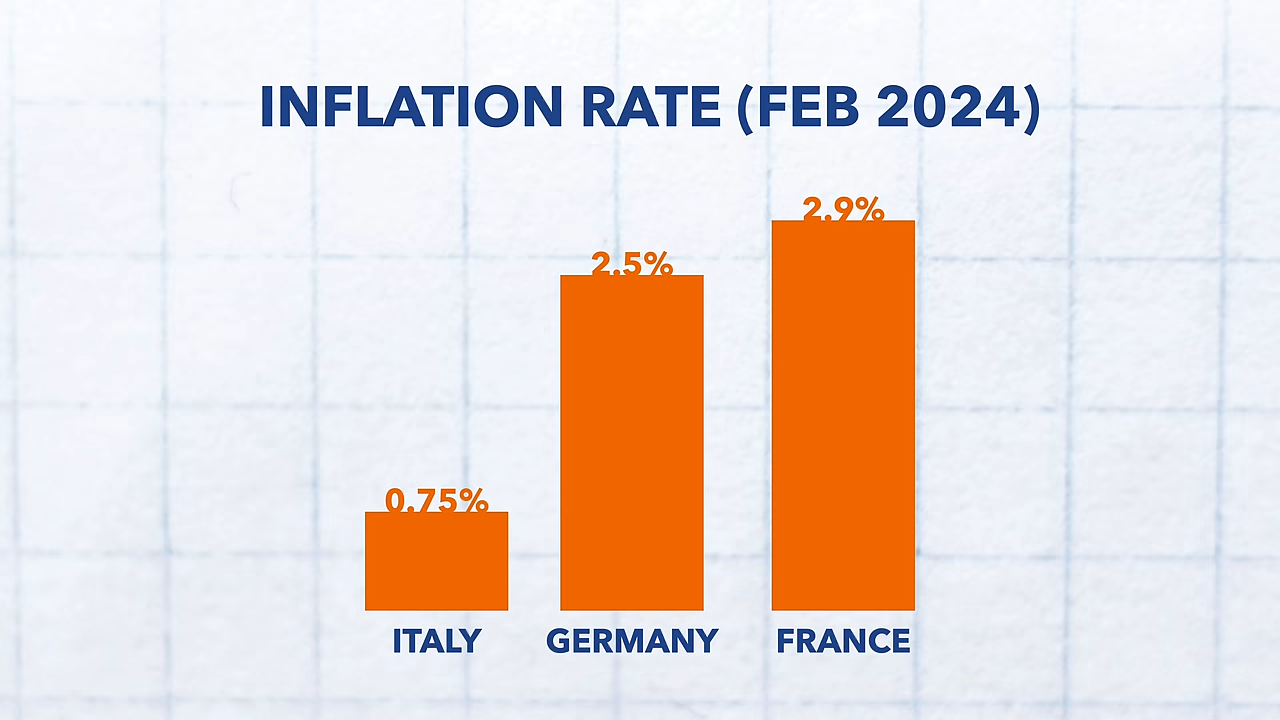 INFLATION RATE (FEB 2024)
2.9%
2.5%
0.75%
ITALY GERMANY FRANCE